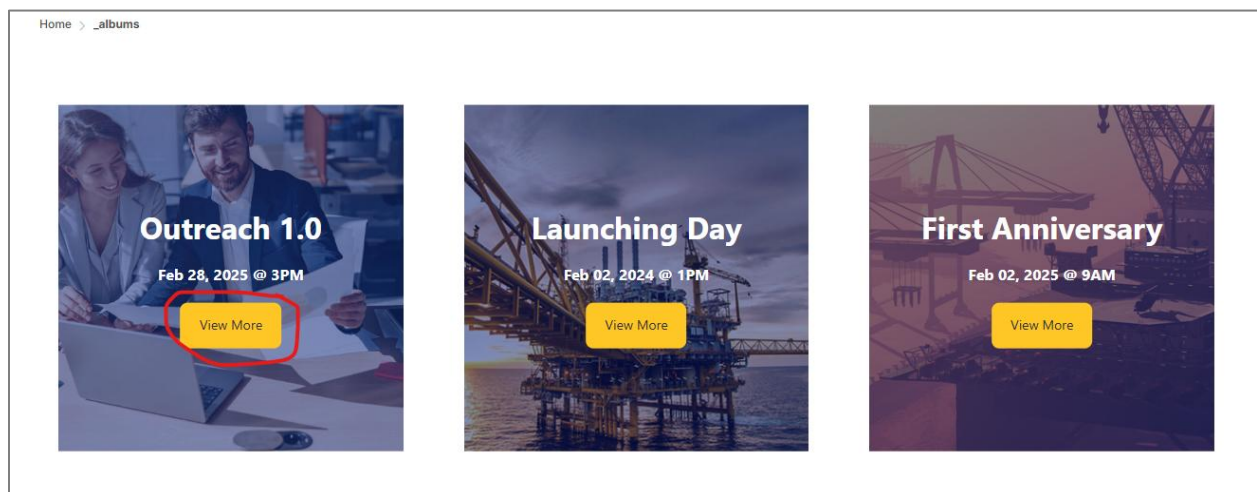 Home > _albums
Outreach 1.0
Feb 28, 2025 @ 3PM
View More
Launching Day
Feb 02, 2024 @ 1PM
View More
First Anniversary
Feb 02, 2025 @ 9AM
View More